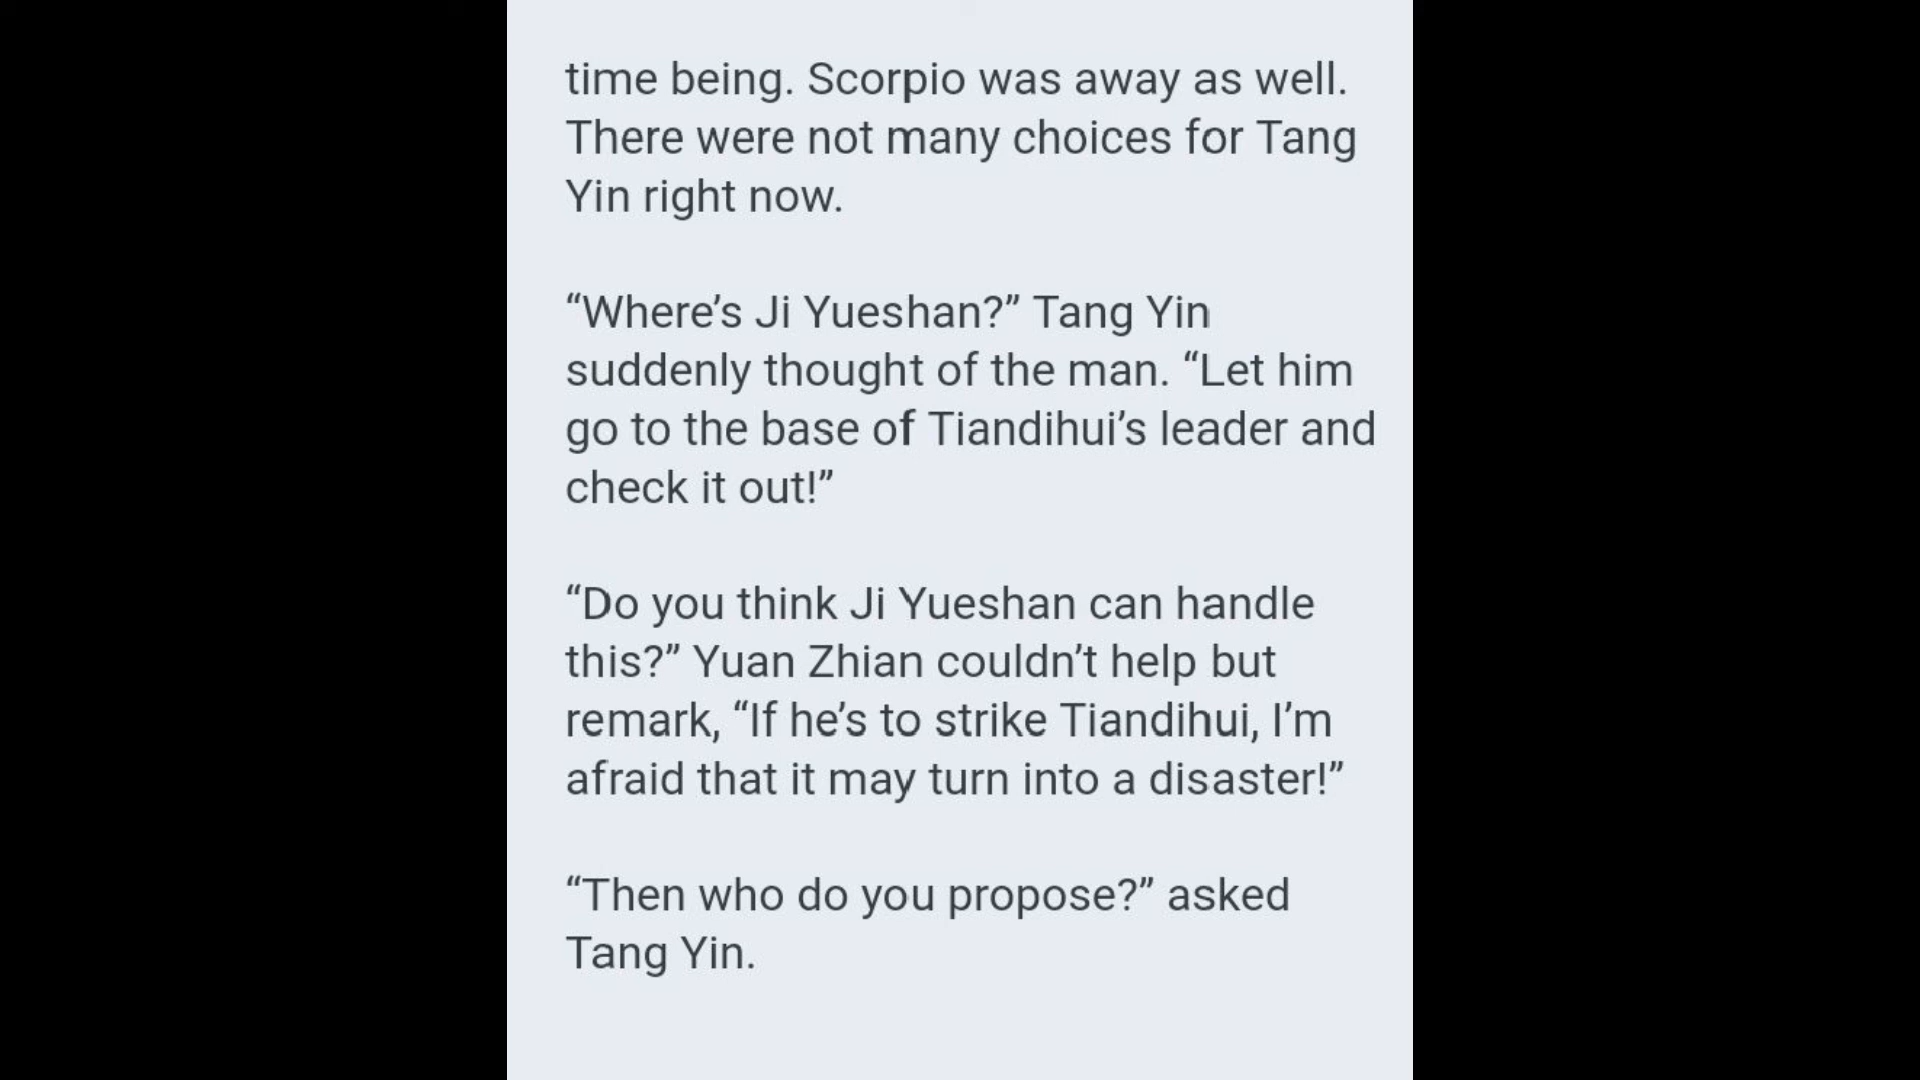 time being. Scorpio was away as well.
There were not many choices for Tang
Yin right now.
“Where’s Ji Yueshan?” Tang Yin
suddenly thought of the man. “Let him
go to the base of Tiandihui’s leader and
check it out!”
“Do you think Ji Yueshan can handle
this?” Yuan Zhian couldn’t help but
remark, “If he’s to strike Tiandihui, I’m
afraid that it may turn into a disaster!”
“Then who do you propose?” asked
Tang Yin.